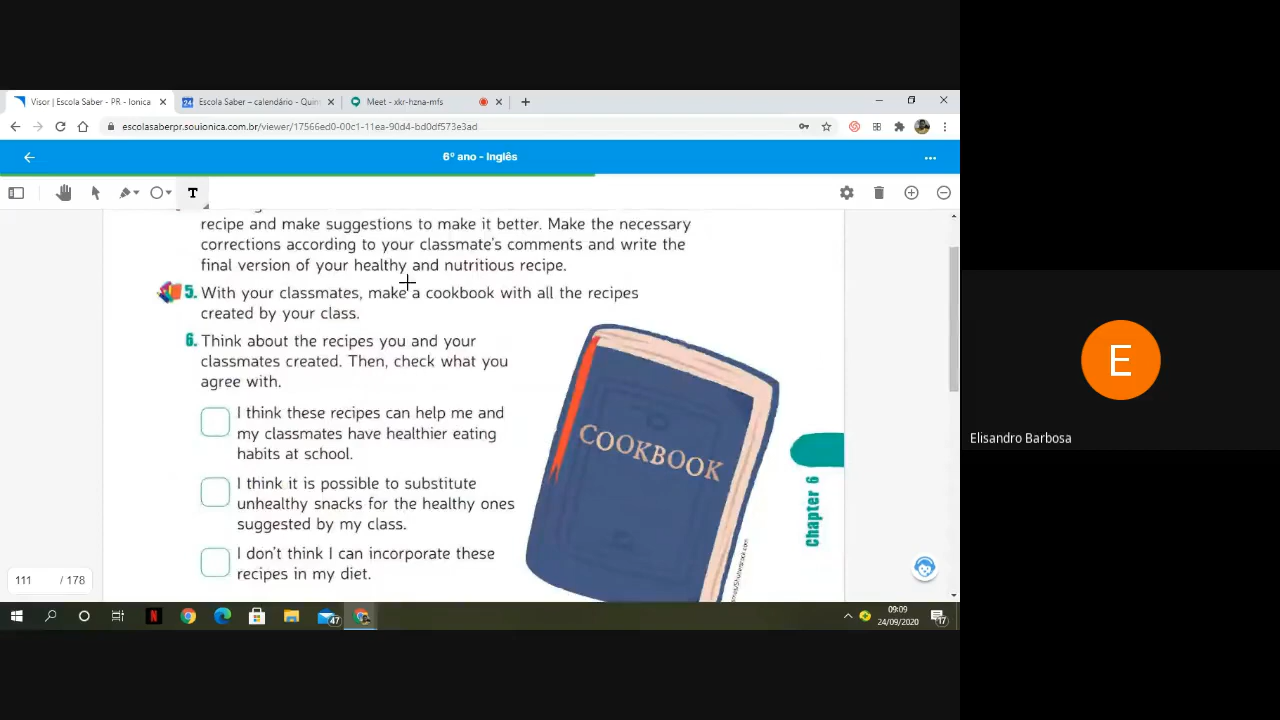 Visor | Escola Saber - PR - Ionica
Escola Saber – calendário - Quin
Meet - xkr-hzna-mfs
escolasaberpr.souionica.com.br/viewer/17566ed0-00c1-11ea-90d4-bd0df573e3ad
6º ano - Inglês
T
recipe and make suggestions to make it better. Make the necessary
corrections according to your classmate's comments and write the
final version of your healthy and nutritious recipe.
5. With your classmates, make a cookbook with all the recipes
created by your class.
6. Think about the recipes you and your
classmates created. Then, check what you
agree with.
I think these recipes can help me and
my classmates have healthier eating
habits at school.
I think it is possible to substitute
unhealthy snacks for the healthy ones
suggested by my class.
I don't think I can incorporate these
recipes in my diet.
COOKBOOK
Chapter 6
111 / 178
24
N
47
09:09
24/09/2020
17
E
Elisandro Barbosa